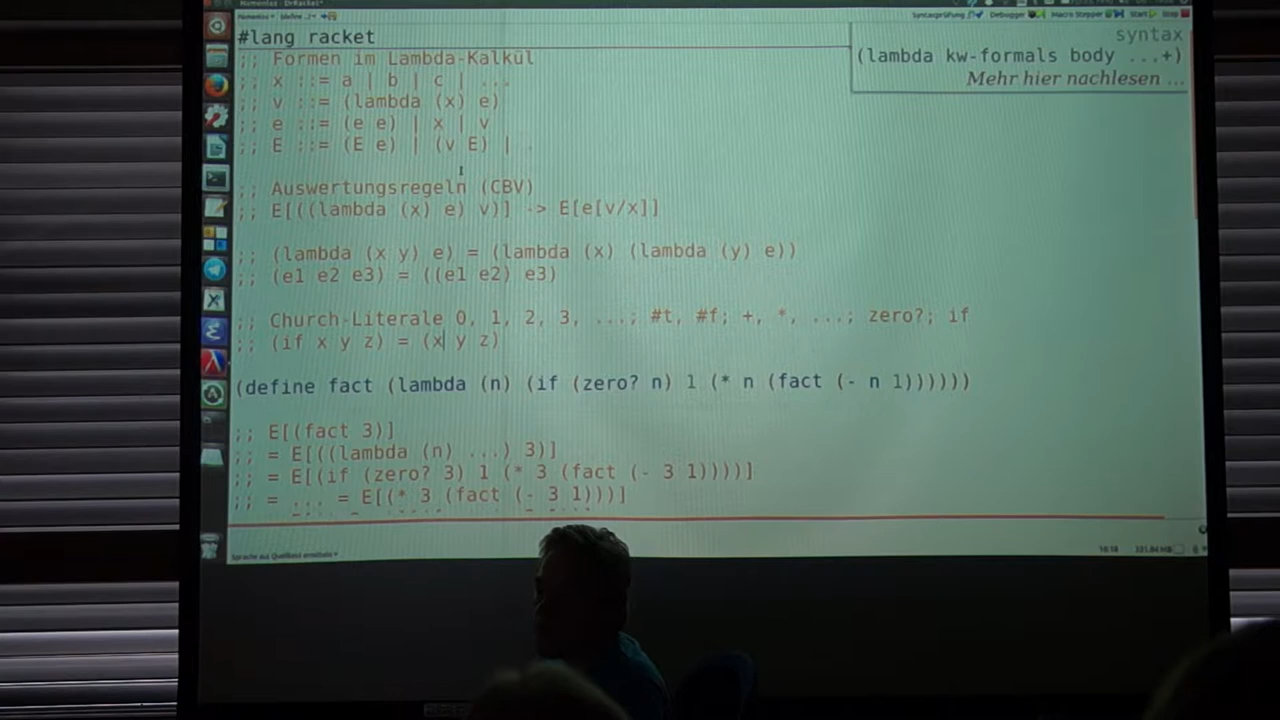 #lang racket
syntax
(lambda kw-formals body ...+)
Mehr hier nachlesen ...
;; Formen im Lambda-Kalkül
;; x ::= a | b | c | ...
;; v ::= (lambda (x) e)
;; e ::= (e e) | x | v
;; E ::= (E e) | (v E) | .
;; Auswertungsregeln (CBV)
;; E[((lambda (x) e) v)] -> E[e[v/x]]
;; (lambda (x y) e) = (lambda (x) (lambda (y) e))
;; (e1 e2 e3) = ((e1 e2) e3)
;; Church-Literale 0, 1, 2, 3, ...; #t, #f; +, *, ...; zero?; if
;; (if x y z) = (x y z)
(define fact (lambda (n) (if (zero? n) 1 (* n (fact (- n 1))))))
;; E[(fact 3)]
;; = E[((lambda (n) ...) 3)]
;; = E[(if (zero? 3) 1 (* 3 (fact (- 3 1))))]
;; = ... = E[(* 3 (fact (- 3 1)))]